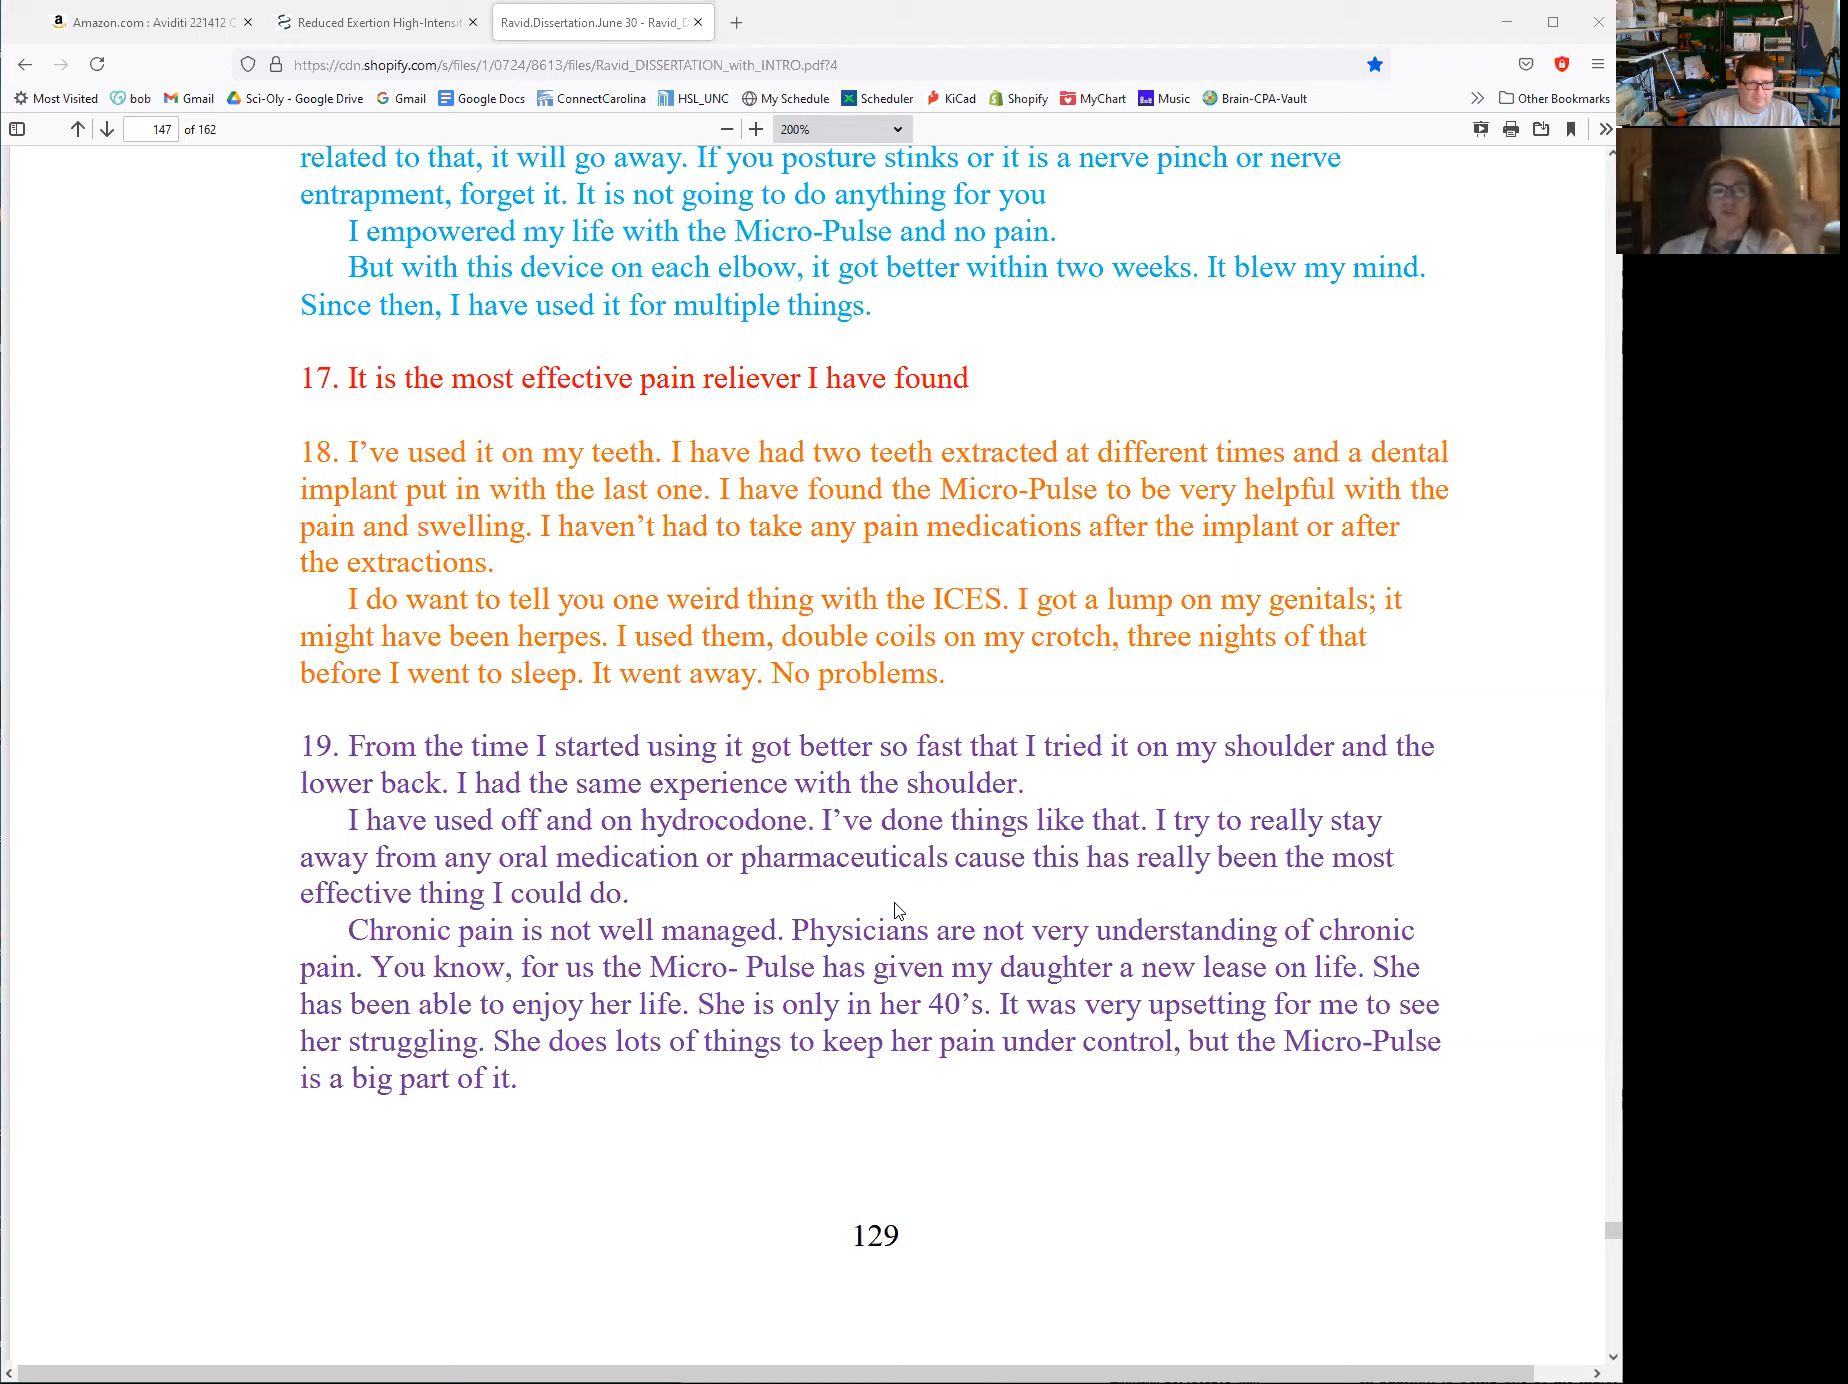 Amazon.com : Aviditi 221412 C
Reduced Exertion High-Intensit
Ravid.Dissertation.June 30 - Ravid_D
https://cdn.shopify.com/s/files/1/0724/8613/files/Ravid_DISSERTATION_with_INTRO.pdf?4
Most Visited bob Gmail Sci-Oly - Google Drive Gmail Google Docs ConnectCarolina HSL_UNC My Schedule Scheduler KiCad Shopify MyChart Music Brain-CPA-Vault Other Bookmarks
147 of 162 200%
related to that, it will go away. If you posture stinks or it is a nerve pinch or nerve
entrapment, forget it. It is not going to do anything for you
I empowered my life with the Micro-Pulse and no pain.
But with this device on each elbow, it got better within two weeks. It blew my mind.
Since then, I have used it for multiple things.
17. It is the most effective pain reliever I have found
18. I’ve used it on my teeth. I have had two teeth extracted at different times and a dental
implant put in with the last one. I have found the Micro-Pulse to be very helpful with the
pain and swelling. I haven’t had to take any pain medications after the implant or after
the extractions.
I do want to tell you one weird thing with the ICES. I got a lump on my genitals; it
might have been herpes. I used them, double coils on my crotch, three nights of that
before I went to sleep. It went away. No problems.
19. From the time I started using it got better so fast that I tried it on my shoulder and the
lower back. I had the same experience with the shoulder.
I have used off and on hydrocodone. I’ve done things like that. I try to really stay
away from any oral medication or pharmaceuticals cause this has really been the most
effective thing I could do.
Chronic pain is not well managed. Physicians are not very understanding of chronic
pain. You know, for us the Micro- Pulse has given my daughter a new lease on life. She
has been able to enjoy her life. She is only in her 40’s. It was very upsetting for me to see
her struggling. She does lots of things to keep her pain under control, but the Micro-Pulse
is a big part of it.
129